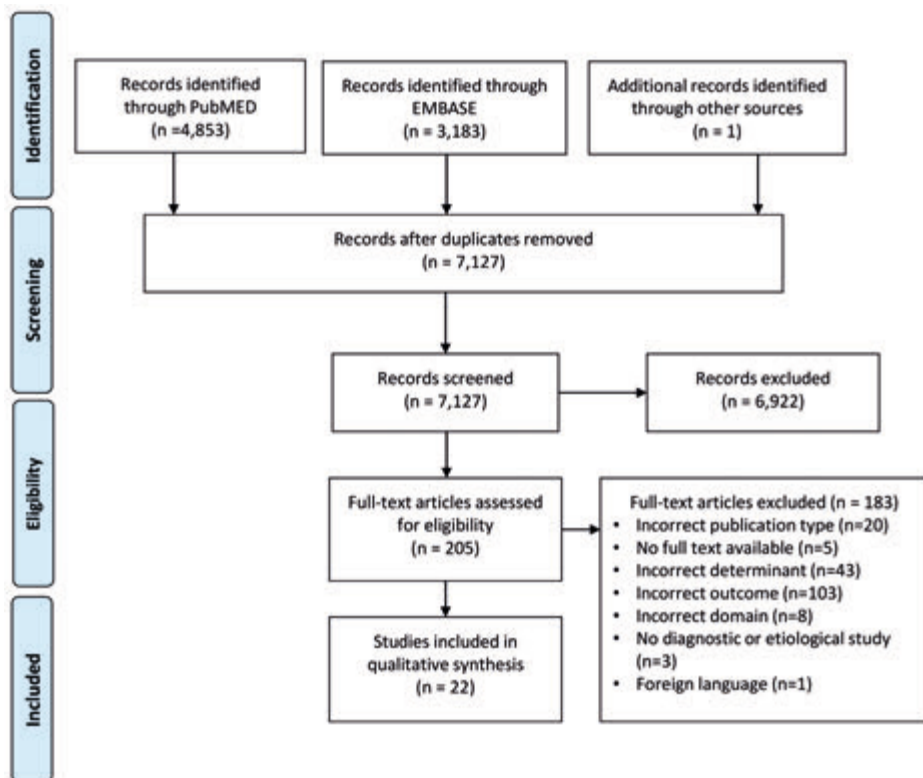 Identification
Records identified
through PubMED
(n =4,853)
Records identified through
EMBASE
(n = 3,183)
Additional records identified
through other sources
(n = 1)
Screening
Records after duplicates removed
(n = 7,127)
Records screened
(n = 7,127)
Records excluded
(n = 6,922)
Eligibility
Full-text articles assessed
for eligibility
(n = 205)
Full-text articles excluded (n = 183)
• Incorrect publication type (n=20)
• No full text available (n=5)
• Incorrect determinant (n=43)
• Incorrect outcome (n=103)
• Incorrect domain (n=8)
• No diagnostic or etiological study
(n=3)
• Foreign language (n=1)
Included
Studies included in
qualitative synthesis
(n = 22)